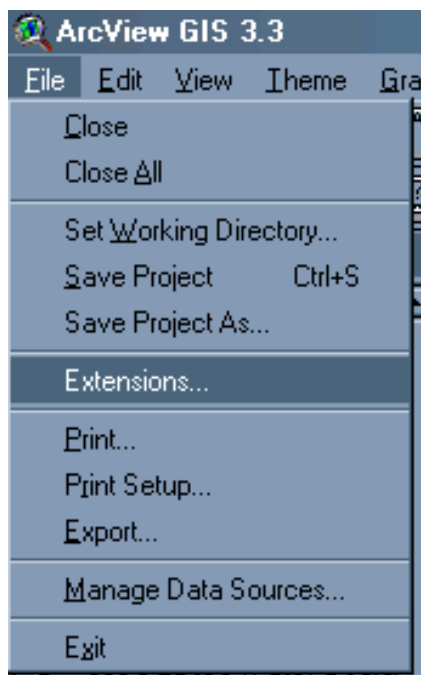 ArcView GIS 3.3
File Edit View Theme Gra
Close
Close All
Set Working Directory...
Save Project Ctrl+S
Save Project As...
Extensions...
Print...
Print Setup...
Export...
Manage Data Sources...
Exit